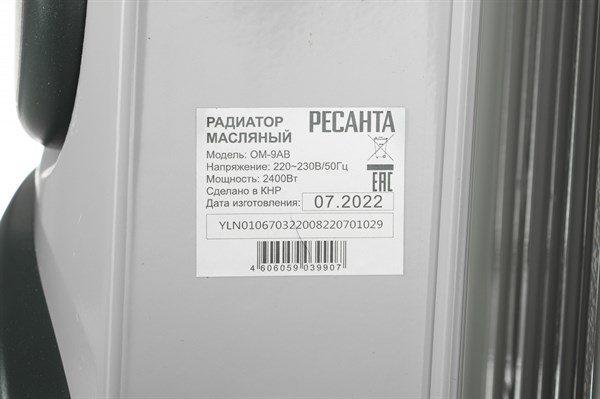 РАДИАТОР МАСЛЯНЫЙ
РЕСАНТА
Модель: ОМ-9АВ
Напряжение: 220~230В/50Гц
Мощность: 2400Вт
Сделано в КНР
EAC
Дата изготовления: 07.2022
YLN010670322008220701029
4 606059 039907